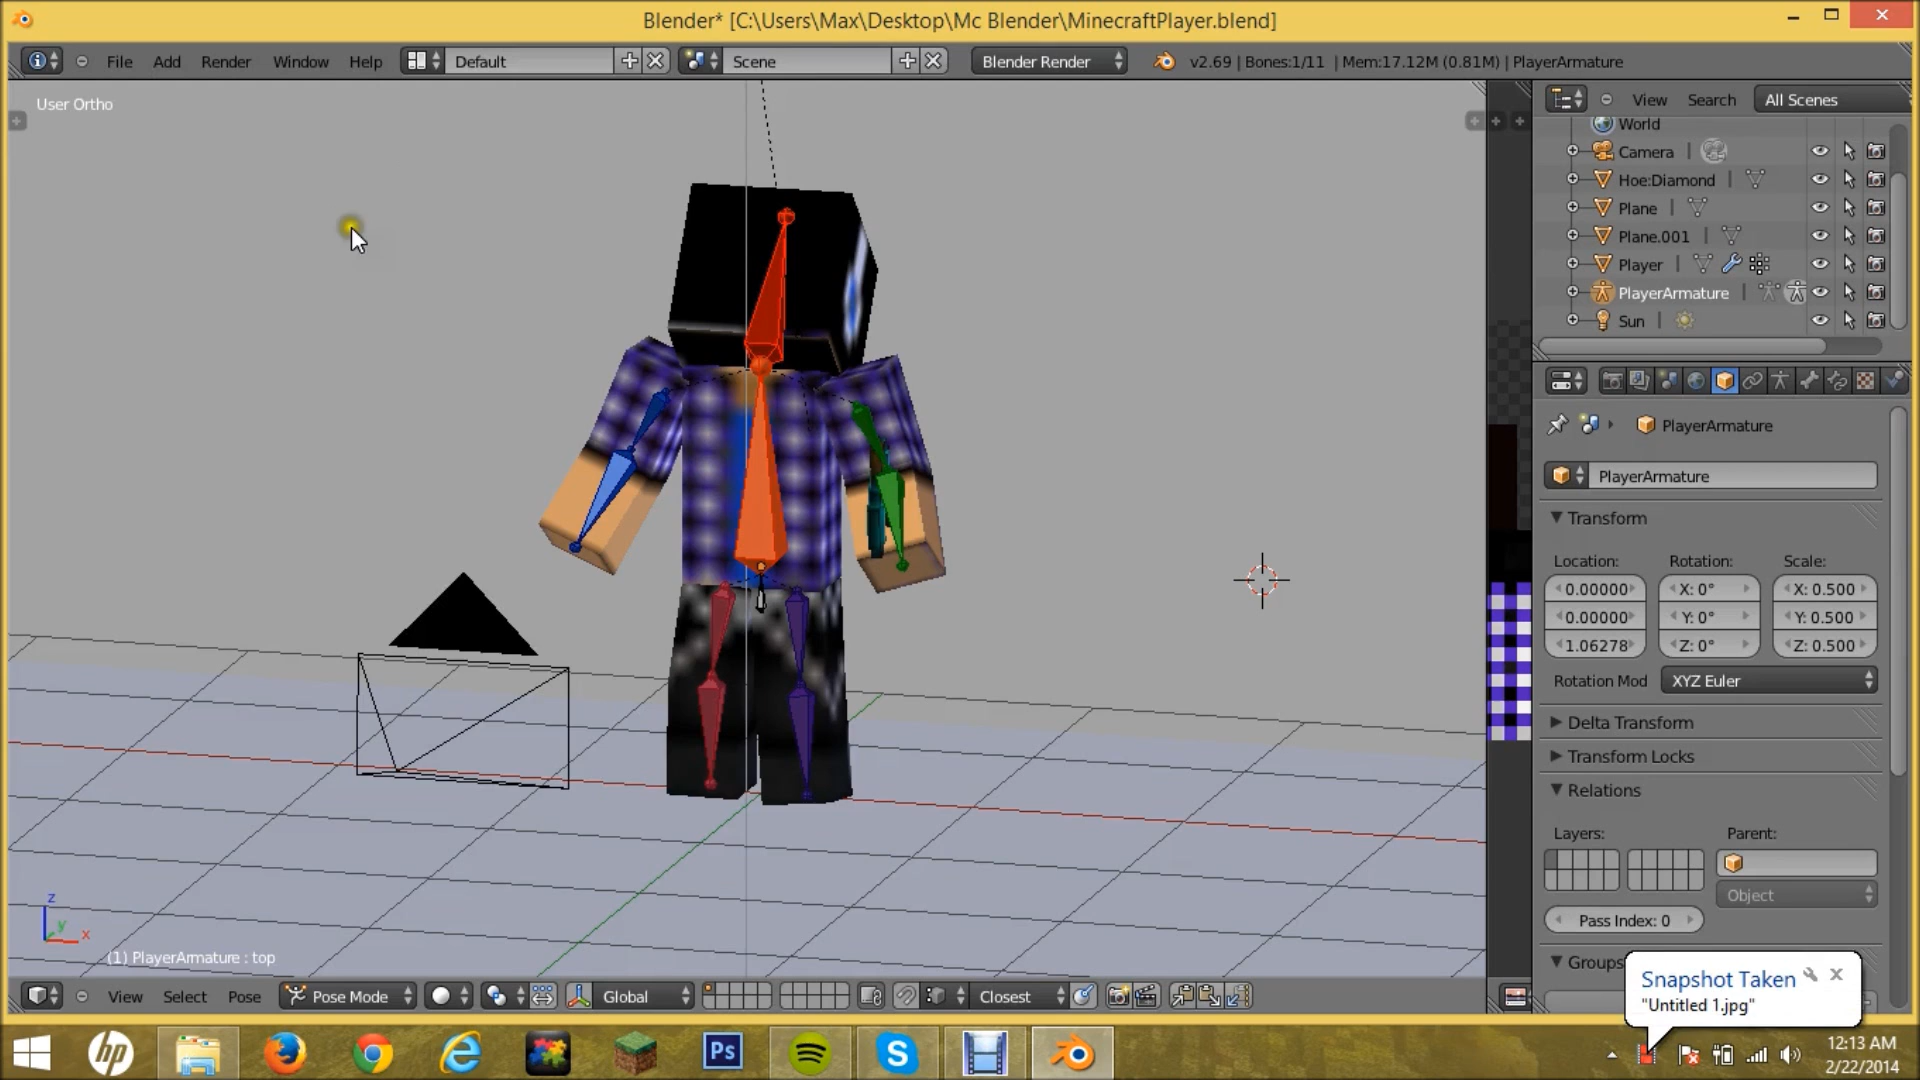 Blender* [C:\Users\Max\Desktop\Mc Blender\MinecraftPlayer.blend]
File Add Render Window Help Default Scene Blender Render v2.69 | Bones:1/11 | Mem:17.12M (0.81M) | PlayerArmature
User Ortho
View Search All Scenes
World
Camera
Hoe:Diamond
Plane
Plane.001
Player
PlayerArmature
Sun
PlayerArmature
PlayerArmature
Transform
Location: Rotation: Scale:
0.00000 X: 0° X: 0.500
0.00000 Y: 0° Y: 0.500
1.06278 Z: 0° Z: 0.500
Rotation Mod XYZ Euler
Delta Transform
Transform Locks
Relations
Layers: Parent:
Object
Pass Index: 0
Groups
z
y
x
(1) PlayerArmature : top
View Select Pose Pose Mode Global Closest
Snapshot Taken
"Untitled 1.jpg"
hp
Ps
12:13 AM
2/22/2014